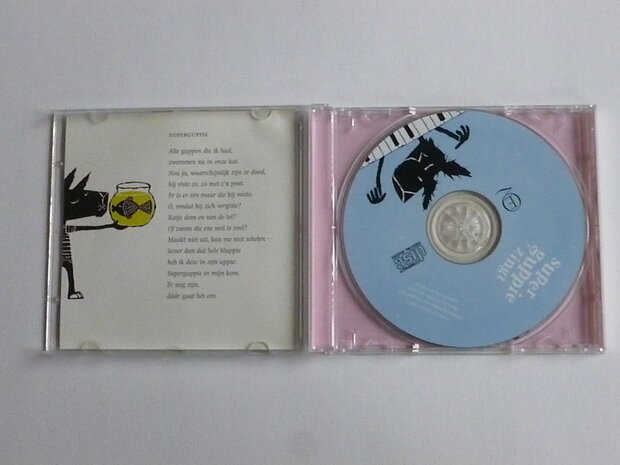 SUPERGUPPIE
Alle guppen die ik had,
zwemmen nu in onze kat.
Nou ja, waarschijnlijk zijn ze dood,
hij viste ze, zó met z'n poot.
Er is er één maar die hij miste.
O, omdat hij zich vergiste?
Katje dom en van de tel?
Of zwom die ene veel te snel?
Maakt niet uit, kan me niet schelen –
liever dan dat hele kluppie
heb ik deze in zijn uppie:
Superguppie in mijn kom.
Er nog zijn,
dáár gaat het om.
super
guppie
zingt
disc